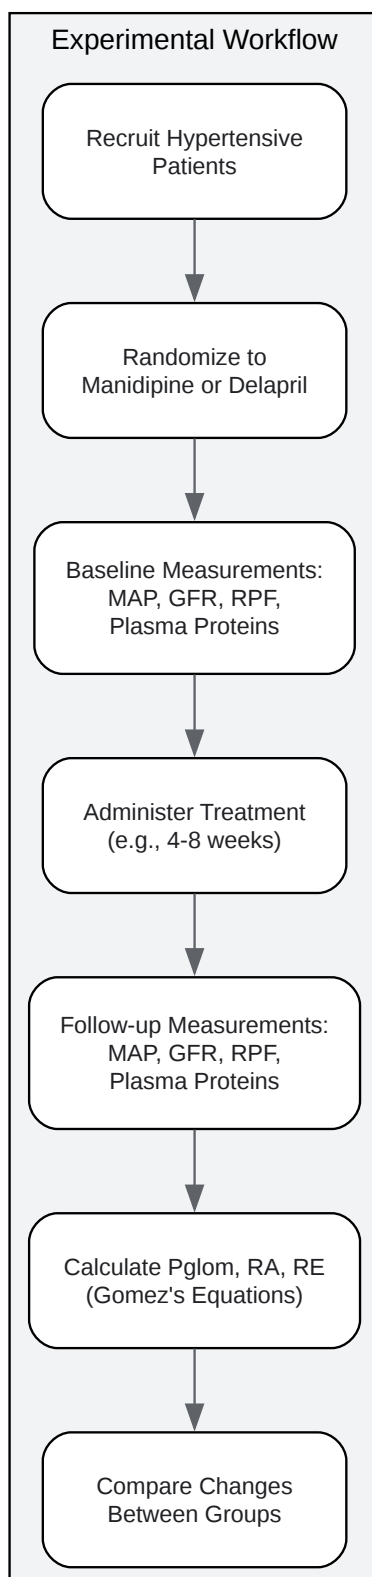 Experimental Workflow
Recruit Hypertensive
Patients
Randomize to
Manidipine or Delapril
Baseline Measurements:
MAP, GFR, RPF,
Plasma Proteins
Administer Treatment
(e.g., 4-8 weeks)
Follow-up Measurements:
MAP, GFR, RPF,
Plasma Proteins
Calculate Pglom, RA, RE
(Gomez's Equations)
Compare Changes
Between Groups